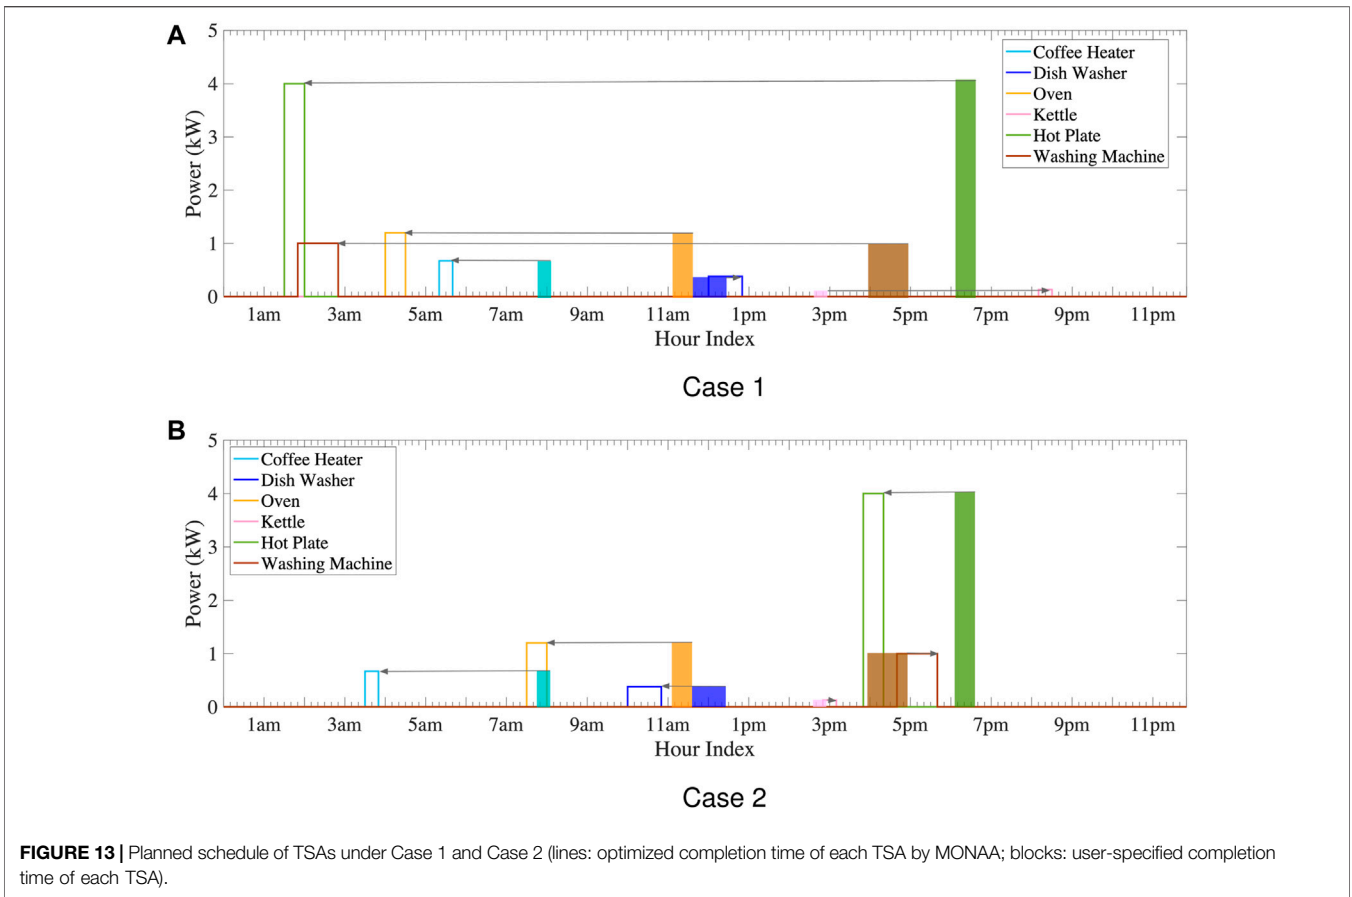 A
5
4
3
2
1
0
Power (kW)
Coffee Heater
Dish Washer
Oven
Kettle
Hot Plate
Washing Machine
1am 3am 5am 7am 9am 11am 1pm 3pm 5pm 7pm 9pm 11pm
Hour Index
Case 1
B
5
4
3
2
1
0
Power (kW)
Coffee Heater
Dish Washer
Oven
Kettle
Hot Plate
Washing Machine
1am 3am 5am 7am 9am 11am 1pm 3pm 5pm 7pm 9pm 11pm
Hour Index
Case 2
FIGURE 13 | Planned schedule of TSAs under Case 1 and Case 2 (lines: optimized completion time of each TSA by MONAA; blocks: user-specified completion
time of each TSA).